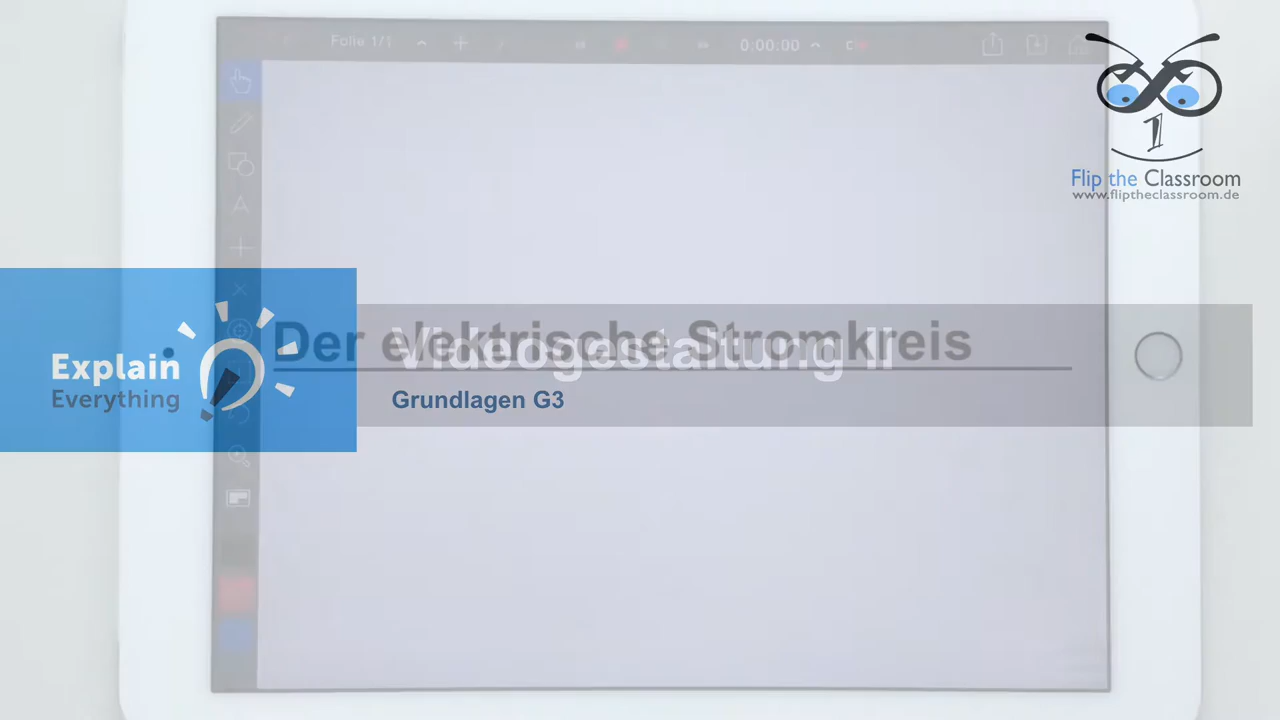 Folie 1/1
0:00:00
Flip the Classroom
www.fliptheclassroom.de
Der elektrische Stromkreis
Videogestaltung II
Explain
Everything
Grundlagen G3